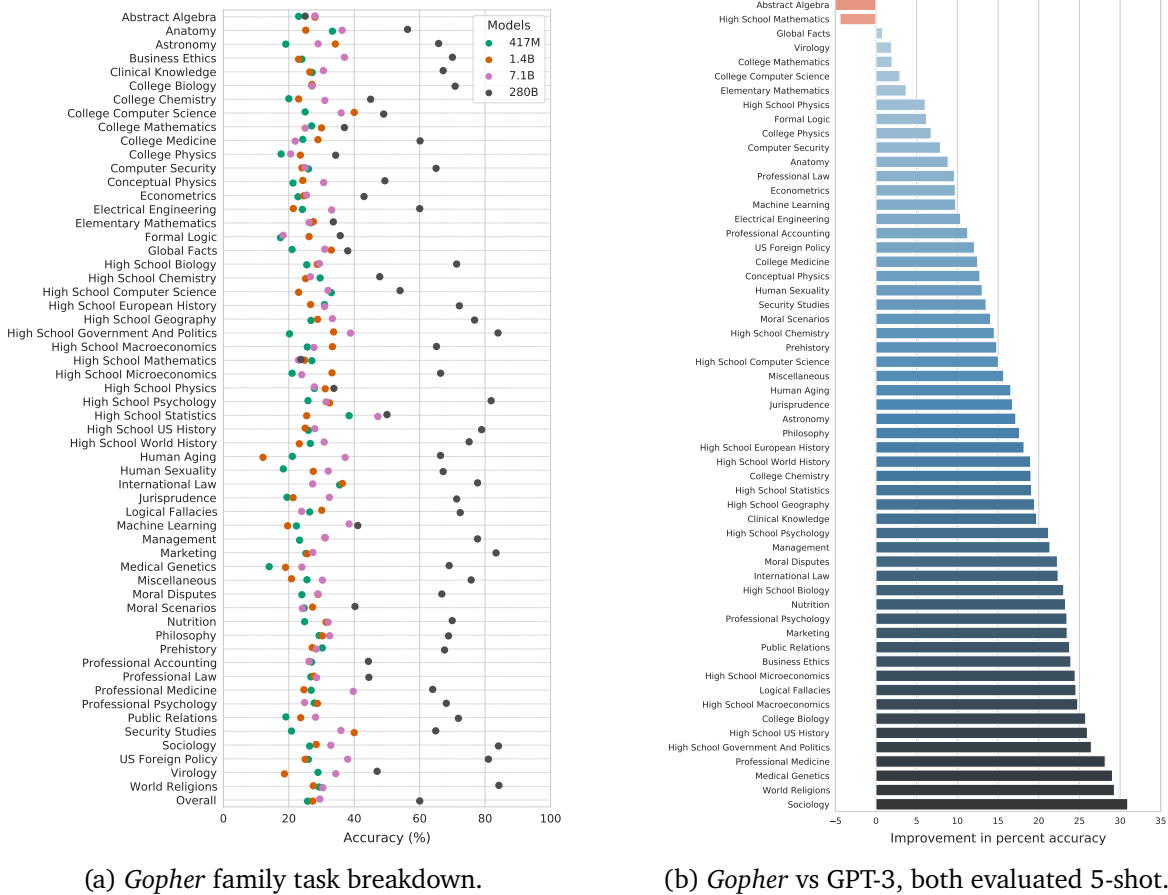 Abstract Algebra
Anatomy
Astronomy
Business Ethics
Clinical Knowledge
College Biology
College Chemistry
College Computer Science
College Mathematics
College Medicine
College Physics
Computer Security
Conceptual Physics
Econometrics
Electrical Engineering
Elementary Mathematics
Formal Logic
Global Facts
High School Biology
High School Chemistry
High School Computer Science
High School European History
High School Geography
High School Government And Politics
High School Macroeconomics
High School Mathematics
High School Microeconomics
High School Physics
High School Psychology
High School Statistics
High School US History
High School World History
Human Aging
Human Sexuality
International Law
Jurisprudence
Logical Fallacies
Machine Learning
Management
Marketing
Medical Genetics
Miscellaneous
Moral Disputes
Moral Scenarios
Nutrition
Philosophy
Prehistory
Professional Accounting
Professional Law
Professional Medicine
Professional Psychology
Public Relations
Security Studies
Sociology
US Foreign Policy
Virology
World Religions
Overall
Models
417M
1.4B
7.1B
280B
0 20 40 60 80 100
Accuracy (%)
(a) Gopher family task breakdown.
Abstract Algebra
High School Mathematics
Global Facts
Virology
College Mathematics
College Computer Science
Elementary Mathematics
High School Physics
Formal Logic
College Physics
Computer Security
Anatomy
Professional Law
Econometrics
Machine Learning
Electrical Engineering
Professional Accounting
US Foreign Policy
College Medicine
Conceptual Physics
Human Sexuality
Security Studies
Moral Scenarios
High School Chemistry
Prehistory
High School Computer Science
Miscellaneous
Human Aging
Jurisprudence
Astronomy
Philosophy
High School European History
High School World History
College Chemistry
High School Statistics
High School Geography
Clinical Knowledge
High School Psychology
Management
Moral Disputes
International Law
High School Biology
Nutrition
Professional Psychology
Marketing
Public Relations
Business Ethics
High School Microeconomics
Logical Fallacies
High School Macroeconomics
College Biology
High School US History
High School Government And Politics
Professional Medicine
Medical Genetics
World Religions
Sociology
−5 0 5 10 15 20 25 30 35
Improvement in percent accuracy
(b) Gopher vs GPT-3, both evaluated 5-shot.